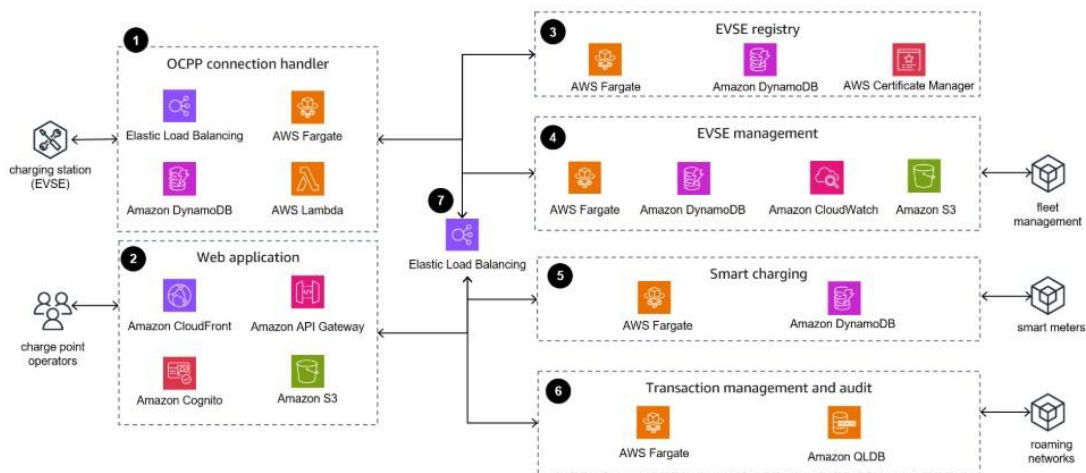 1
OCPP connection handler
Elastic Load Balancing
AWS Fargate
Amazon DynamoDB
AWS Lambda
charging station
(EVSE)
2
Web application
Amazon CloudFront
Amazon API Gateway
Amazon Cognito
Amazon S3
charge point
operators
7
Elastic Load Balancing
3
EVSE registry
AWS Fargate
Amazon DynamoDB
AWS Certificate Manager
4
EVSE management
AWS Fargate
Amazon DynamoDB
Amazon CloudWatch
Amazon S3
fleet
management
5
Smart charging
AWS Fargate
Amazon DynamoDB
smart meters
6
Transaction management and audit
AWS Fargate
Amazon QLDB
roaming
networks